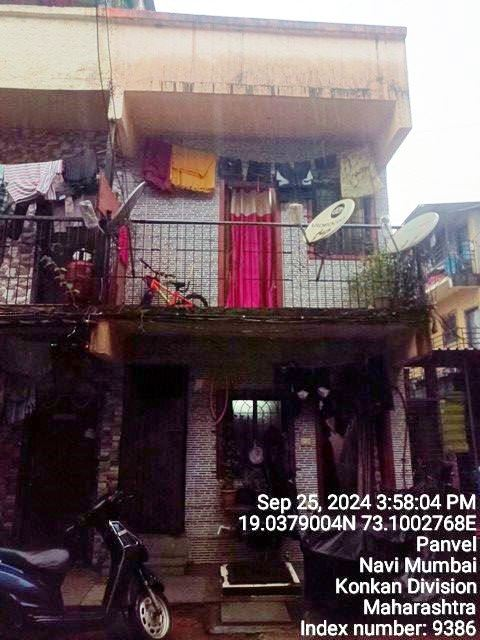 Sep 25, 2024 3:58:04 PM
19.0379004N 73.1002768E
Panvel
Navi Mumbai
Konkan Division
Maharashtra
Index number: 9386